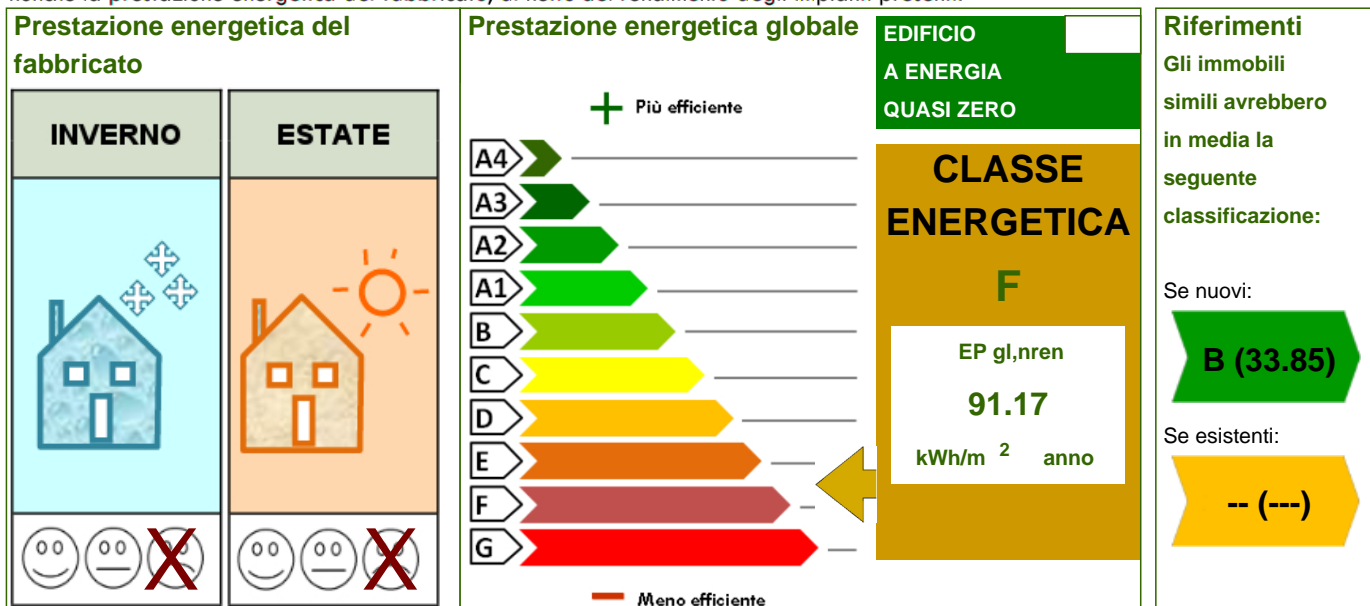 Prestazione energetica del
fabbricato
INVERNO
ESTATE
Prestazione energetica globale
Più efficiente
A4
A3
A2
A1
B
C
D
E
F
G
Meno efficiente
EDIFICIO
A ENERGIA
QUASI ZERO
CLASSE
ENERGETICA
F
EP gl,nren
91.17
kWh/m 2 anno
Riferimenti
Gli immobili
simili avrebbero
in media la
seguente
classificazione:
Se nuovi:
B (33.85)
Se esistenti:
-- (---)